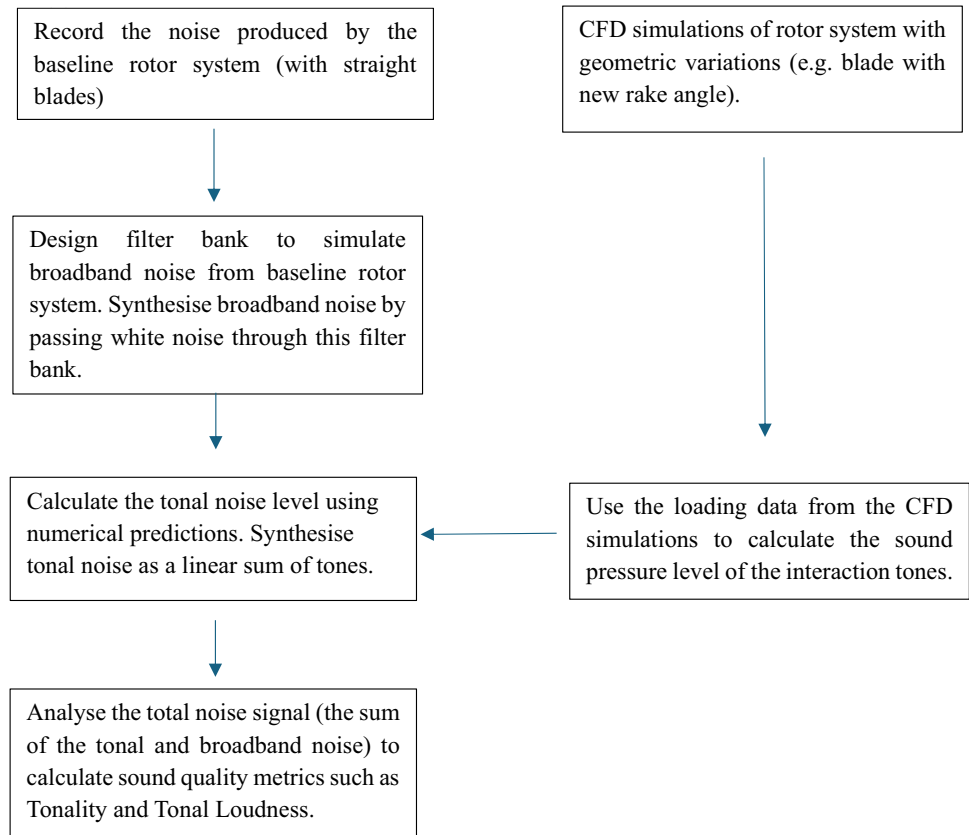 Record the noise produced by the
baseline rotor system (with straight
blades)
CFD simulations of rotor system with
geometric variations (e.g. blade with
new rake angle).
Design filter bank to simulate
broadband noise from baseline rotor
system. Synthesise broadband noise by
passing white noise through this filter
bank.
Calculate the tonal noise level using
numerical predictions. Synthesise
tonal noise as a linear sum of tones.
Use the loading data from the CFD
simulations to calculate the sound
pressure level of the interaction tones.
Analyse the total noise signal (the sum
of the tonal and broadband noise) to
calculate sound quality metrics such as
Tonality and Tonal Loudness.